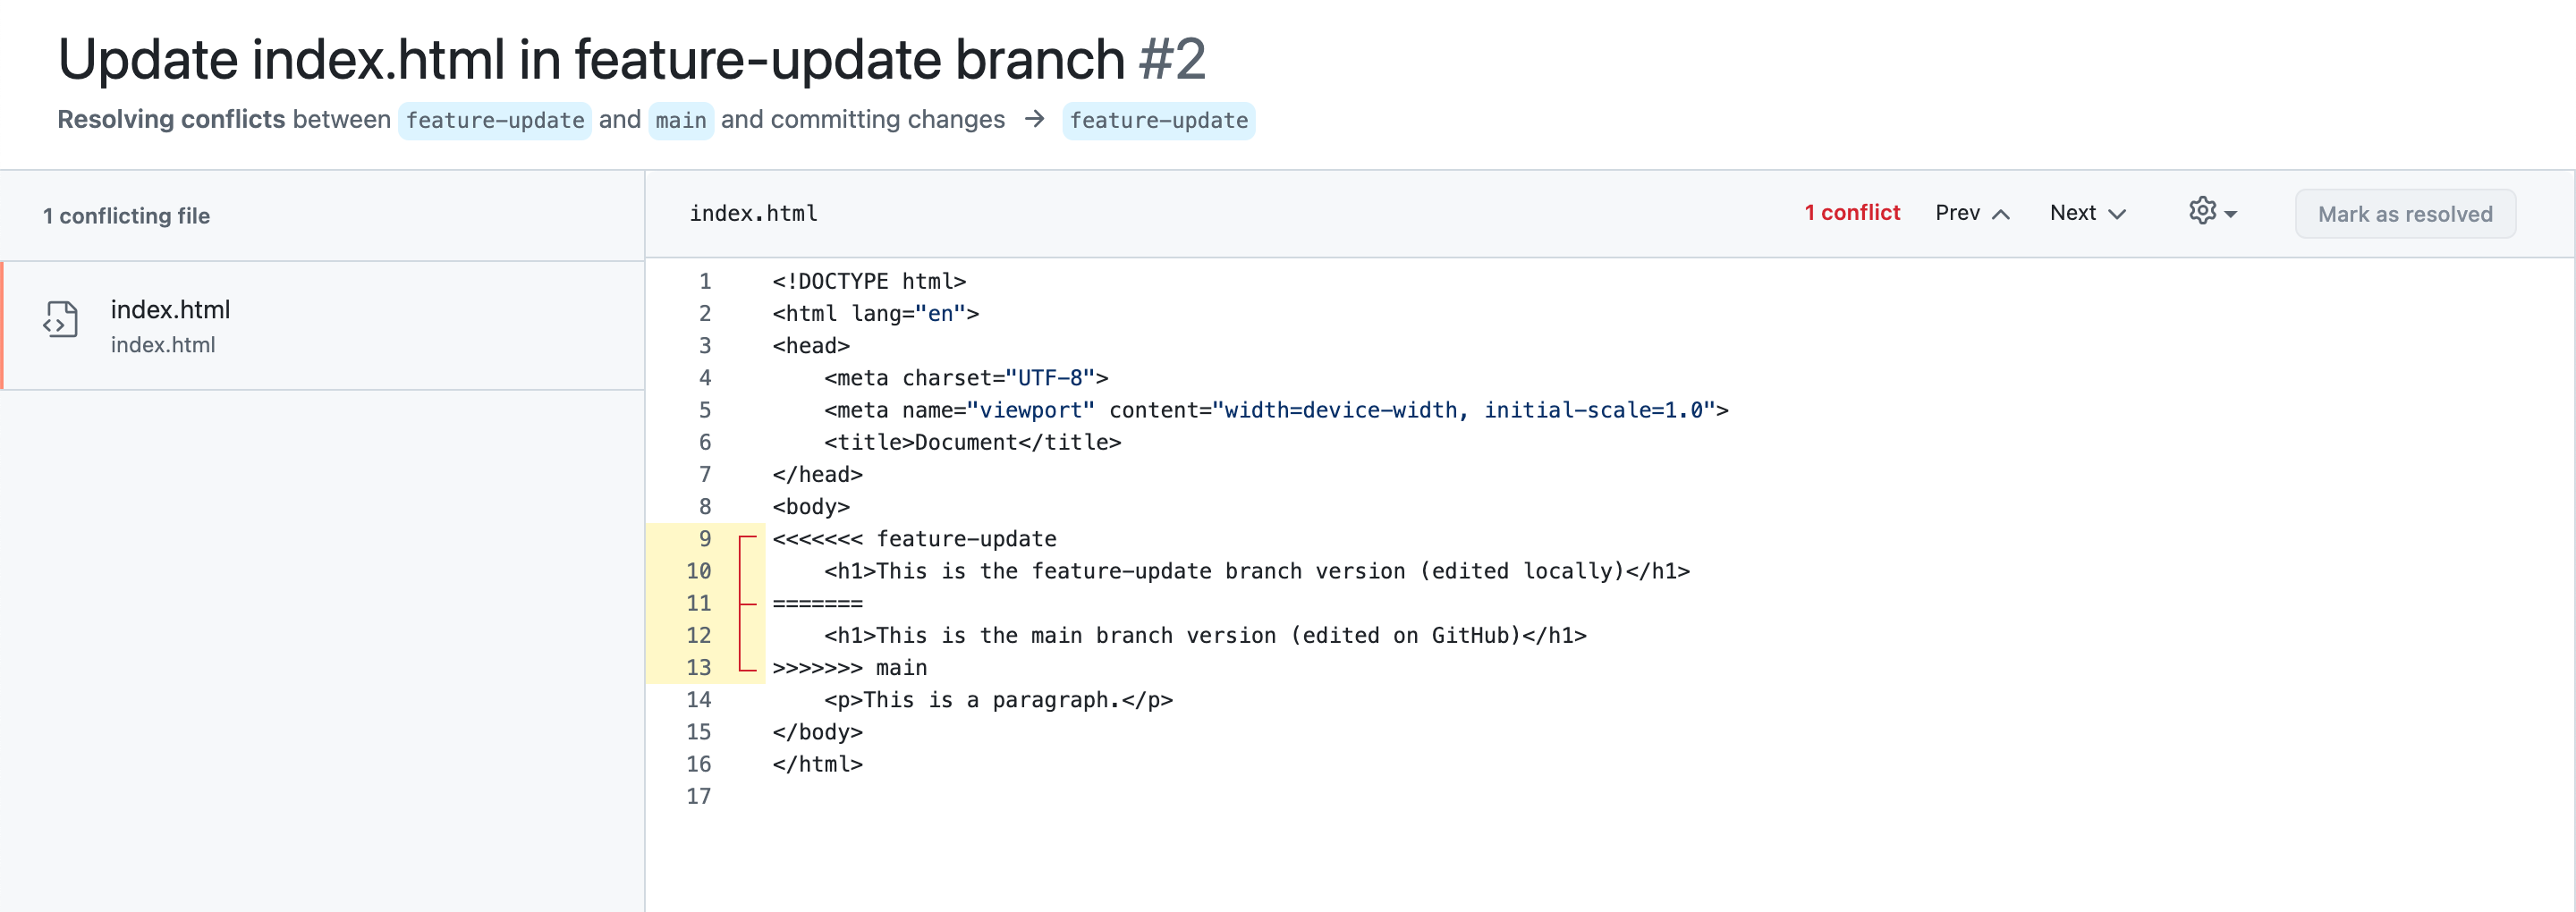 Update index.html in feature-update branch #2
Resolving conflicts between feature-update and main and committing changes → feature-update
1 conflicting file
index.html
index.html
index.html 1 conflict Prev Next Mark as resolved
1 <!DOCTYPE html>
2 <html lang="en">
3 <head>
4     <meta charset="UTF-8">
5     <meta name="viewport" content="width=device-width, initial-scale=1.0">
6     <title>Document</title>
7 </head>
8 <body>
9 <<<<<<< feature-update
10     <h1>This is the feature-update branch version (edited locally)</h1>
11 =======
12     <h1>This is the main branch version (edited on GitHub)</h1>
13 >>>>>>> main
14     <p>This is a paragraph.</p>
15 </body>
16 </html>
17